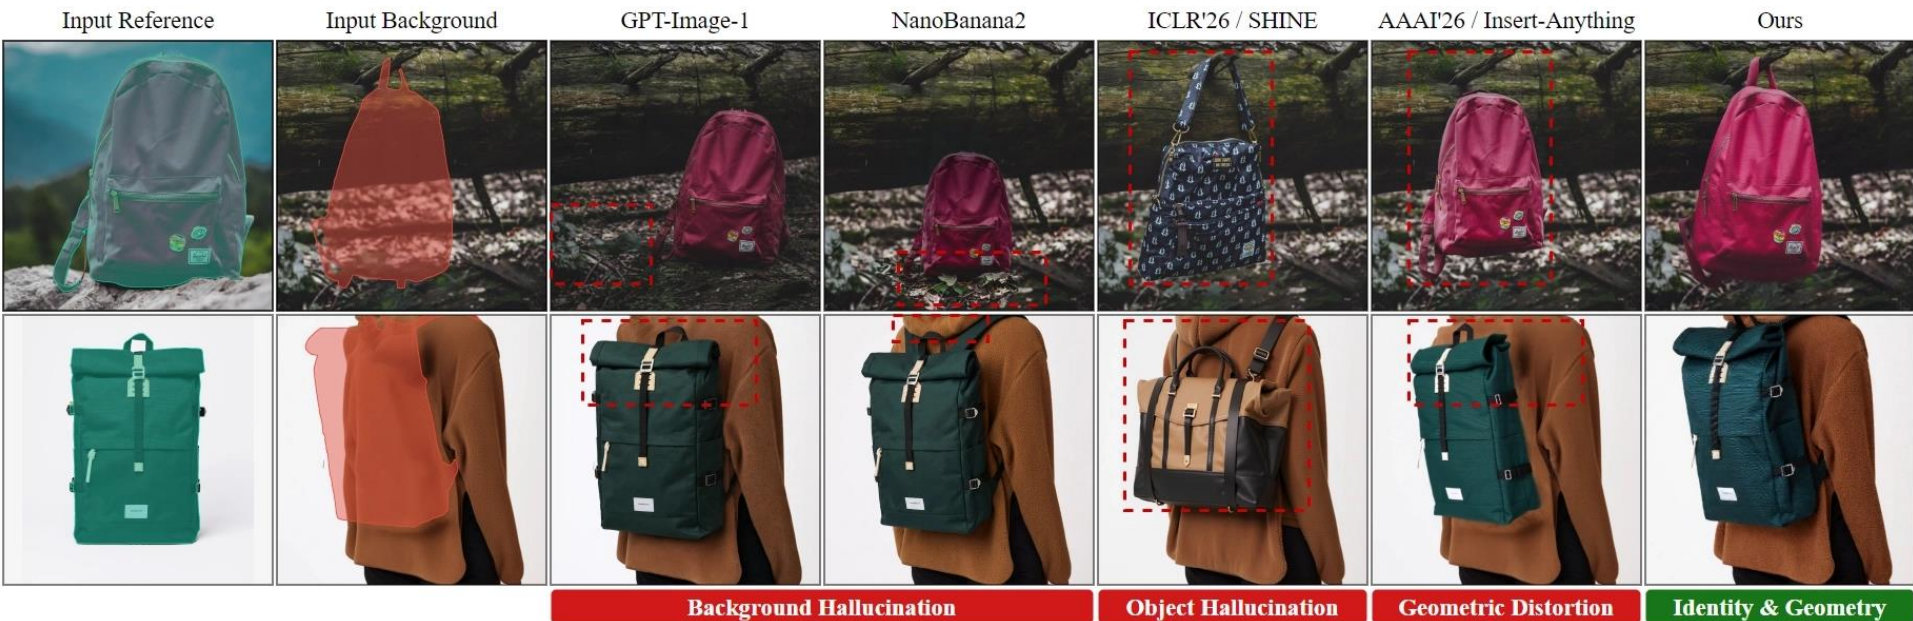 Input Reference
Input Background
GPT-Image-1
NanoBanana2
ICLR'26 / SHINE
AAAI'26 / Insert-Anything
Ours
Background Hallucination
Object Hallucination
Geometric Distortion
Identity & Geometry